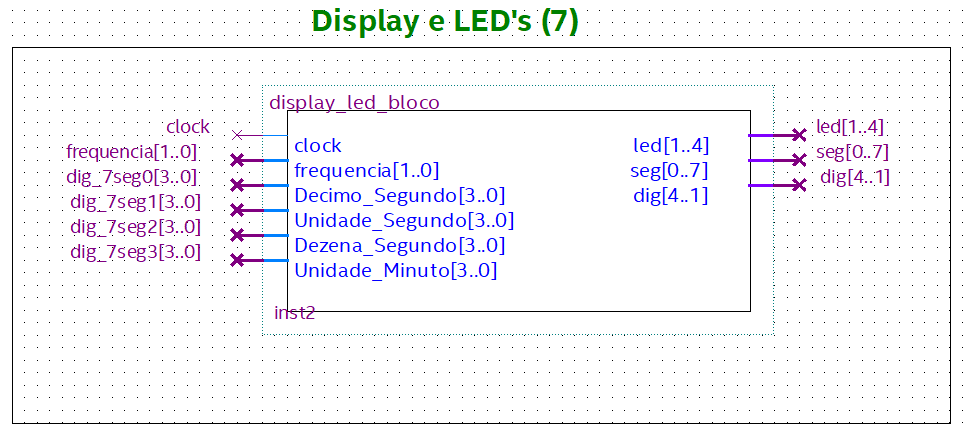 Display e LED's (7)
display_led_bloco
clock
frequencia[1..0]
dig_7seg0[3..0]
dig_7seg1[3..0]
dig_7seg2[3..0]
dig_7seg3[3..0]
clock
frequencia[1..0]
Decimo_Segundo[3..0]
Unidade_Segundo[3..0]
Dezena_Segundo[3..0]
Unidade_Minuto[3..0]
led[1..4]
seg[0..7]
dig[4..1]
led[1..4]
seg[0..7]
dig[4..1]
inst2